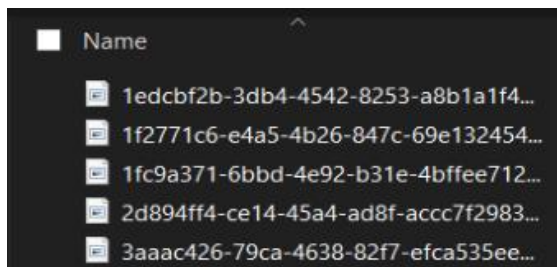 Name
1edcbf2b-3db4-4542-8253-a8b1a1f4...
1f2771c6-e4a5-4b26-847c-69e132454...
1fc9a371-6bbd-4e92-b31e-4bffee712...
2d894ff4-ce14-45a4-ad8f-accc7f2983...
3aaac426-79ca-4638-82f7-efca535ee...